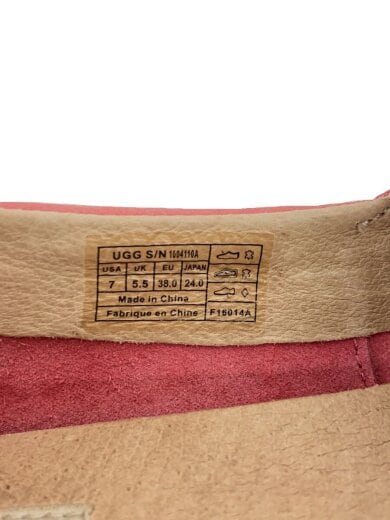 UGG S/N 1004110A
USA UK EU JAPAN
7 5.5 38.0 24.0
Made in China
Fabrique en Chine F16014A